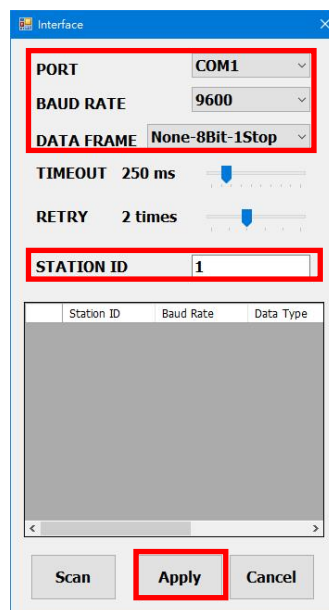 Interface
PORT COM1
BAUD RATE 9600
DATA FRAME None-8Bit-1Stop
TIMEOUT 250 ms
RETRY 2 times
STATION ID 1
Station ID Baud Rate Data Type
Scan Apply Cancel